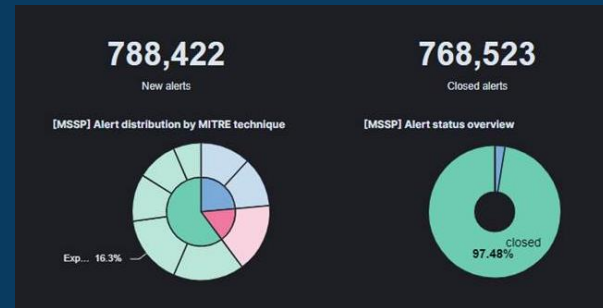 788,422
New alerts
768,523
Closed alerts
[MSSP] Alert distribution by MITRE technique
[MSSP] Alert status overview
Exp... 16.3%
closed
97.48%